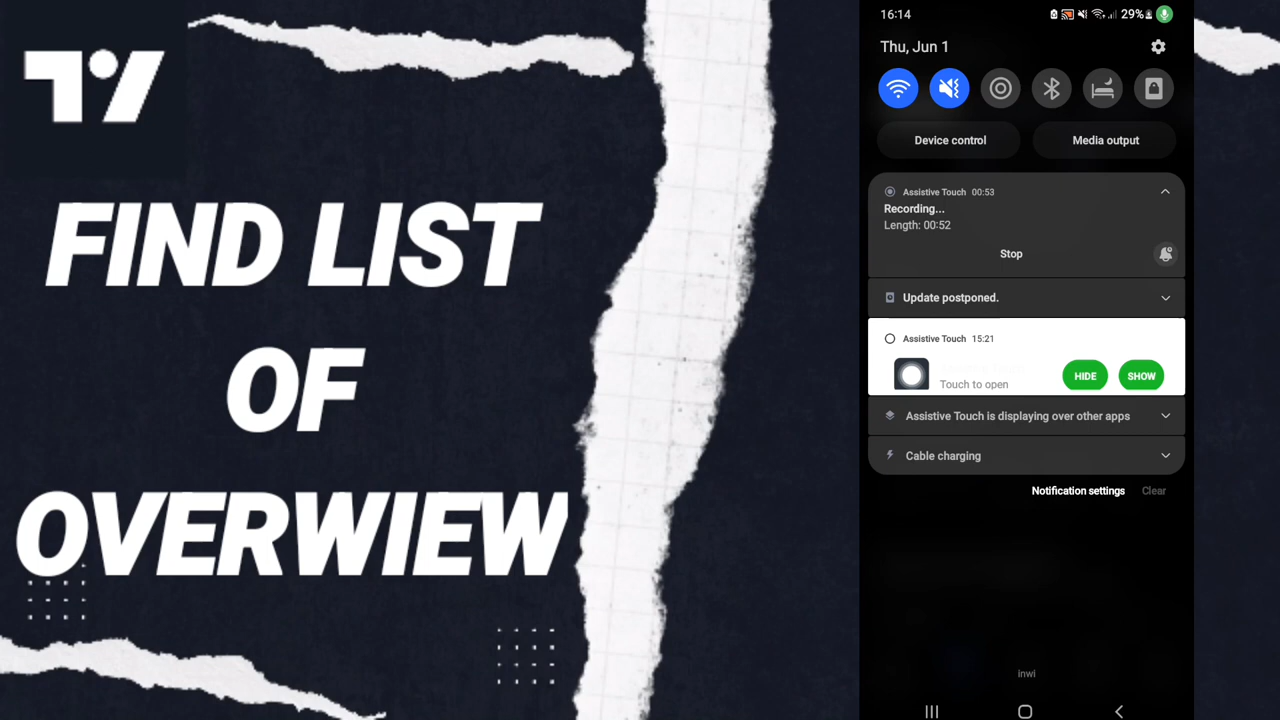 FIND LIST
OF
OVERWIEW
16:14
29%
Thu, Jun 1
Device control
Media output
Assistive Touch 00:53
Recording...
Length: 00:52
Stop
Update postponed.
Assistive Touch 15:21
Touch to open
HIDE
SHOW
Assistive Touch is displaying over other apps
Cable charging
Notification settings
Clear
inwi